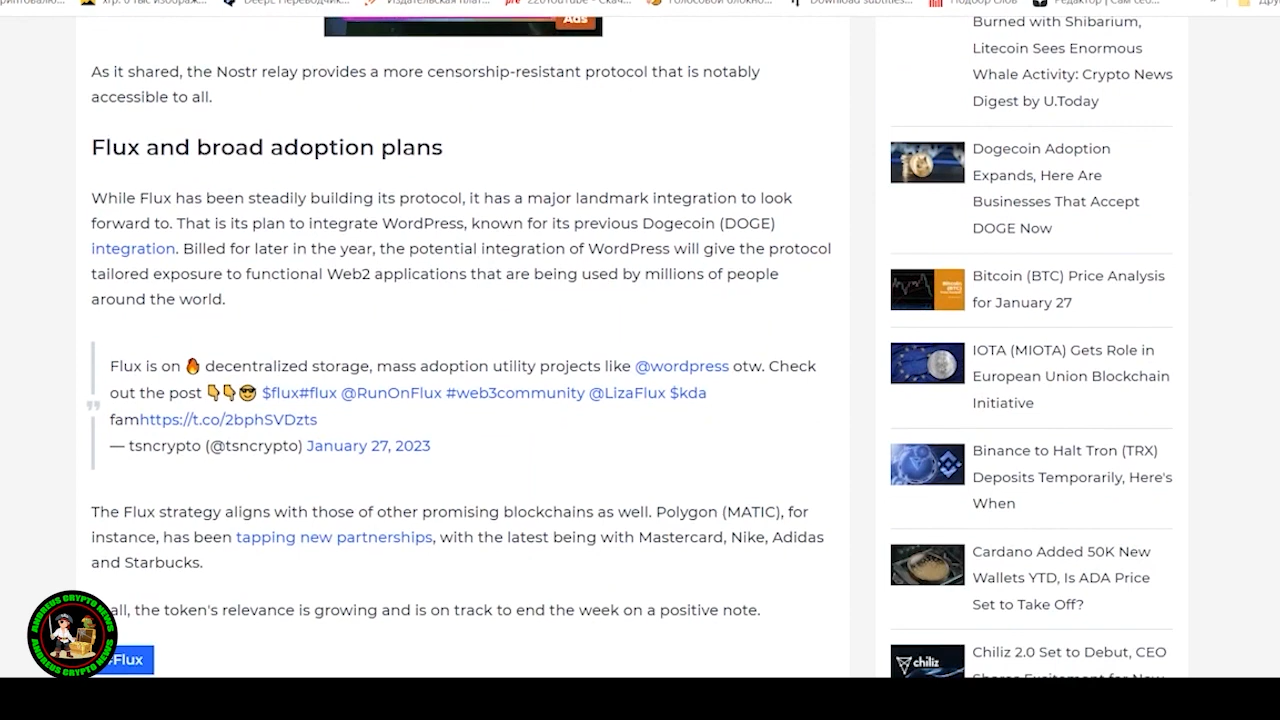 Ads
As it shared, the Nostr relay provides a more censorship-resistant protocol that is notably
accessible to all.
Flux and broad adoption plans
While Flux has been steadily building its protocol, it has a major landmark integration to look
forward to. That is its plan to integrate WordPress, known for its previous Dogecoin (DOGE)
integration. Billed for later in the year, the potential integration of WordPress will give the protocol
tailored exposure to functional Web2 applications that are being used by millions of people
around the world.
Flux is on 🔥 decentralized storage, mass adoption utility projects like @wordpress otw. Check
out the post 👇👇😎 $flux#flux @RunOnFlux #web3community @LizaFlux $kda
famhttps://t.co/2bphSVDzts
— tsncrypto (@tsncrypto) January 27, 2023
The Flux strategy aligns with those of other promising blockchains as well. Polygon (MATIC), for
instance, has been tapping new partnerships, with the latest being with Mastercard, Nike, Adidas
and Starbucks.
all, the token's relevance is growing and is on track to end the week on a positive note.
Flux
ANDREUS CRYPTO NEWS
ANDREUS CRYPTO NEWS
Burned with Shibarium,
Litecoin Sees Enormous
Whale Activity: Crypto News
Digest by U.Today
Dogecoin Adoption
Expands, Here Are
Businesses That Accept
DOGE Now
Bitcoin (BTC) Price Analysis
for January 27
IOTA (MIOTA) Gets Role in
European Union Blockchain
Initiative
Binance to Halt Tron (TRX)
Deposits Temporarily, Here's
When
Cardano Added 50K New
Wallets YTD, Is ADA Price
Set to Take Off?
chiliz
Chiliz 2.0 Set to Debut, CEO